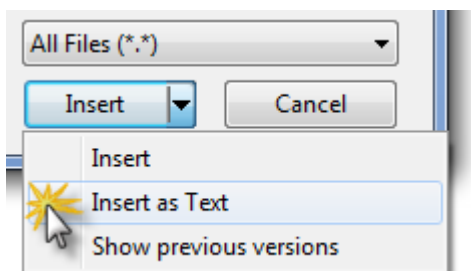 All Files (*.*)
Insert Cancel
Insert
Insert as Text
Show previous versions